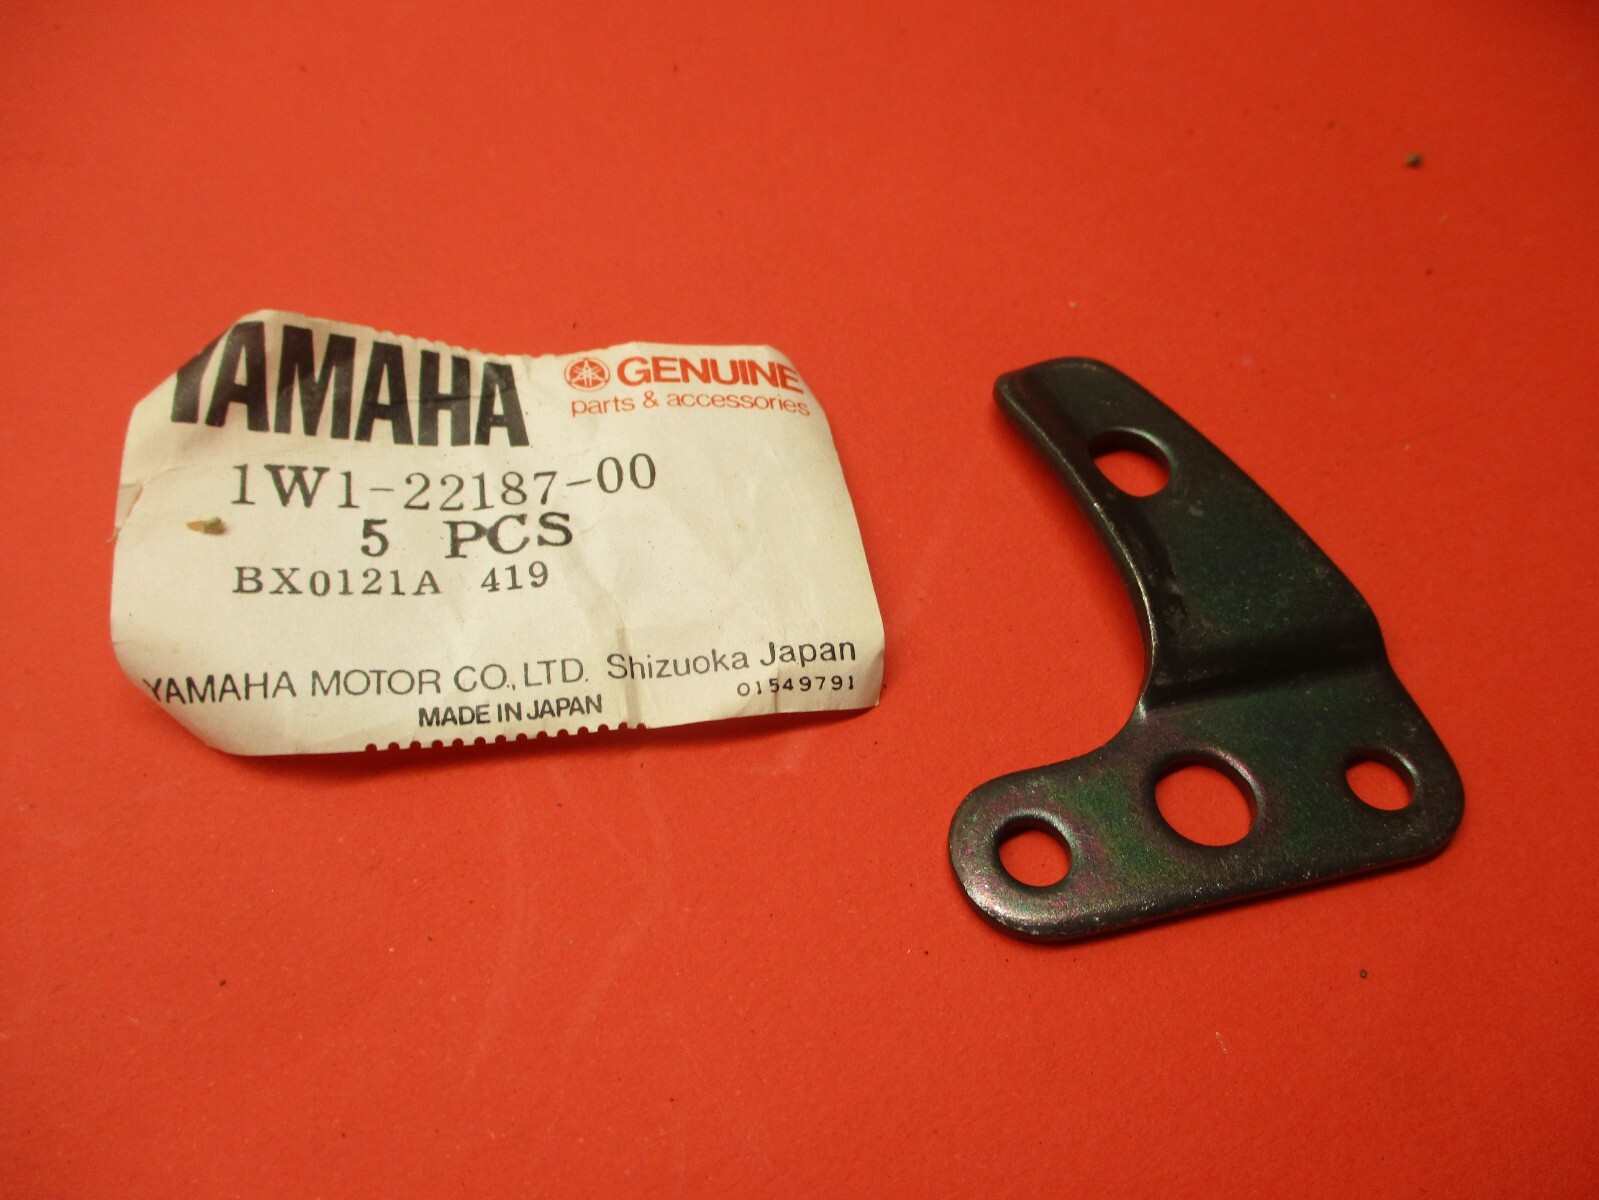 YAMAHA
GENUINE
parts & accessories
1W1-22187-00
5 PCS
BX0121A 419
YAMAHA MOTOR CO., LTD. Shizuoka Japan
01549791
MADE IN JAPAN